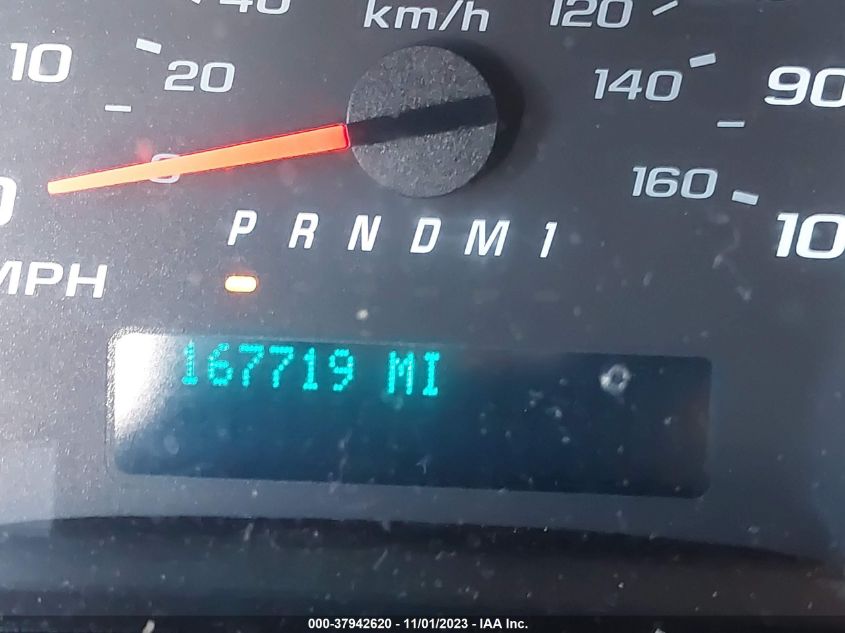 40 km/h 120
10 20 140 90
0 0 160 10
P R N D M 1
MPH
167719 MI
000-37942620 - 11/01/2023 - IAA Inc.